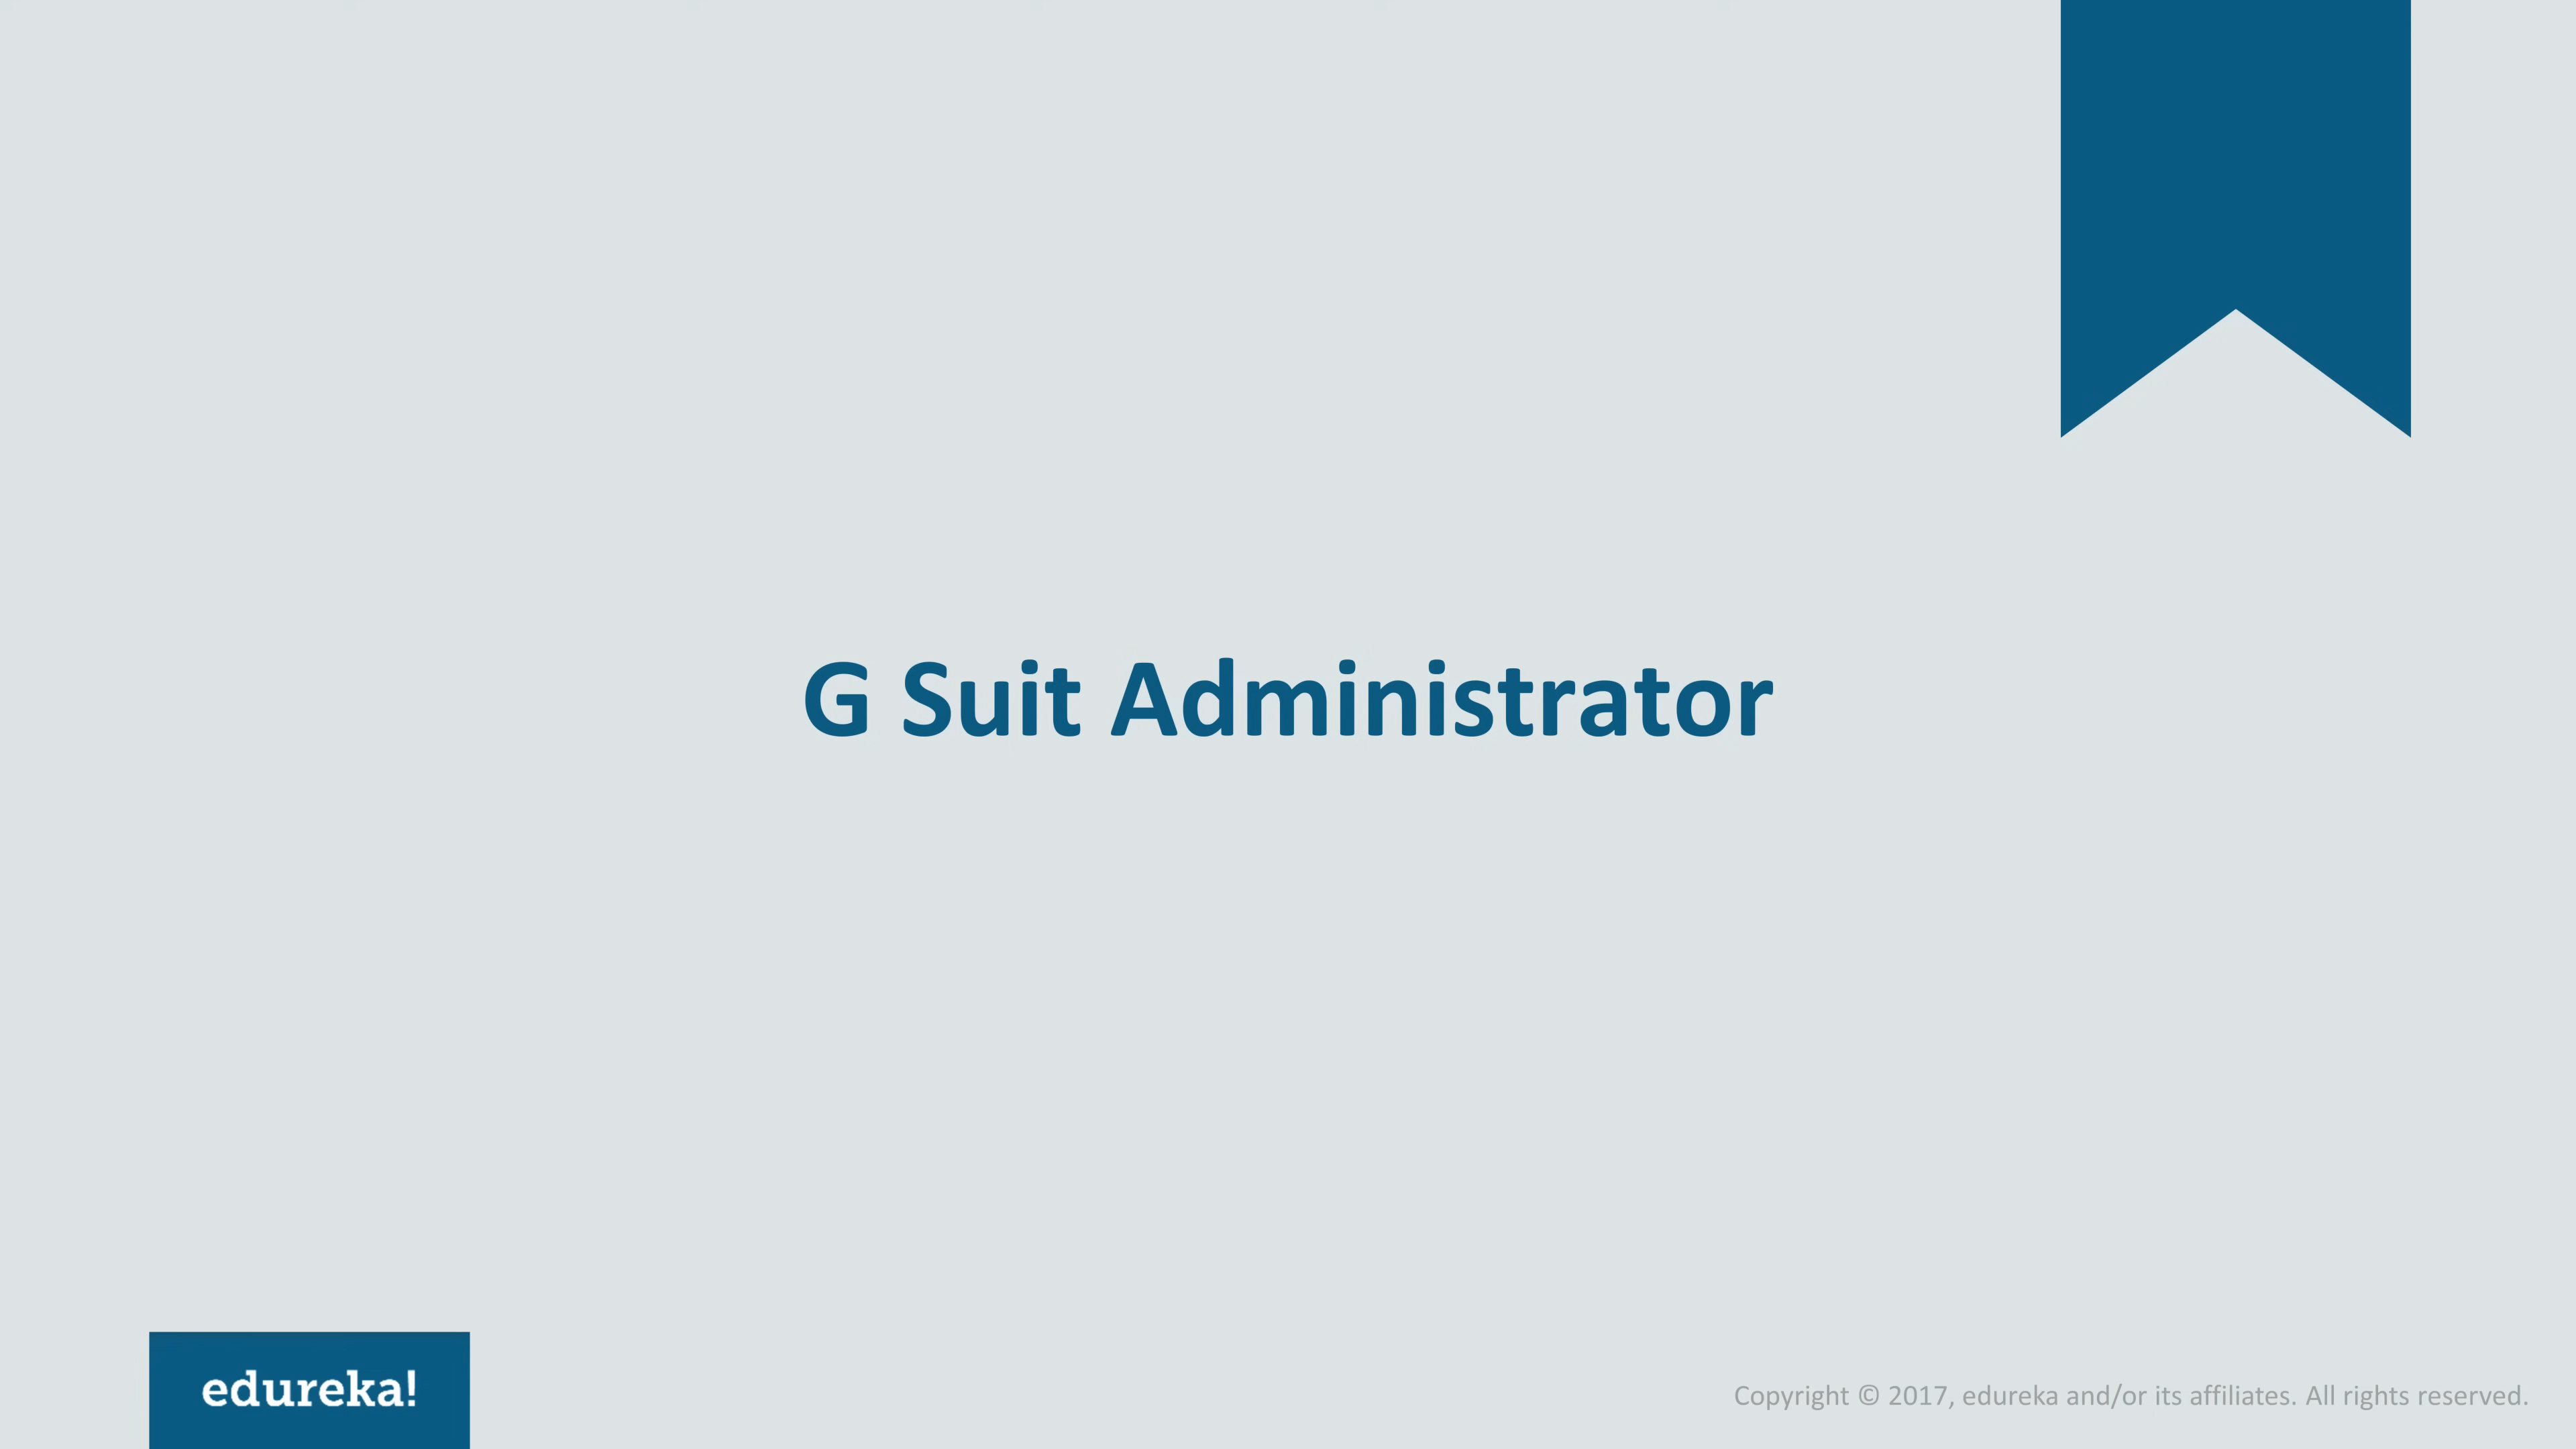 G Suit Administrator
edureka!
Copyright © 2017, edureka and/or its affiliates. All rights reserved.